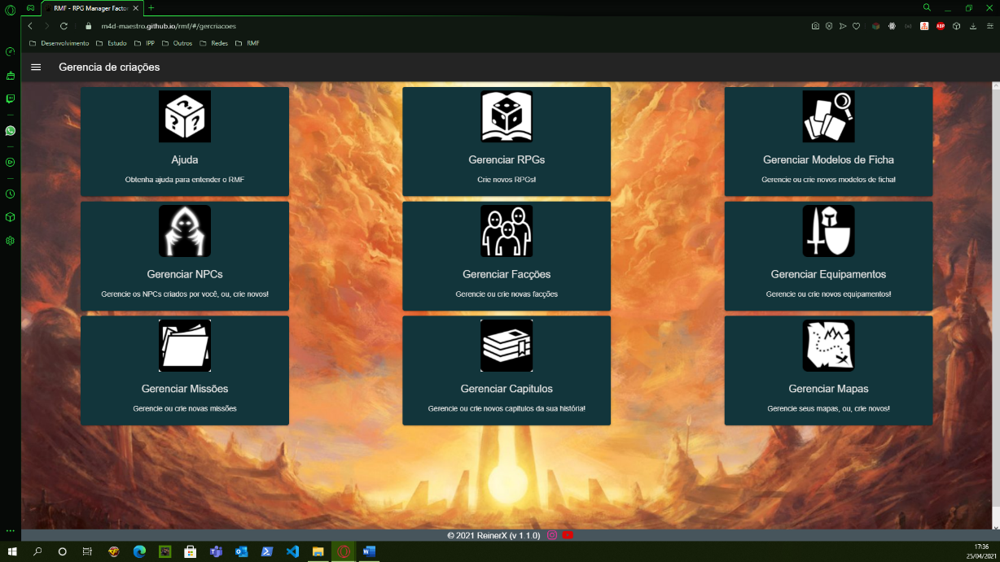 RMF - RPG Manager Factor
m4d-maestro.github.io/rmf/#/gercriacoes
Desenvolvimento Estudo IPP Outros Redes RMF
Gerencia de criações
Ajuda
Obtenha ajuda para entender o RMF
Gerenciar RPGs
Crie novos RPGs!
Gerenciar Modelos de Ficha
Gerencie ou crie novos modelos de ficha!
Gerenciar NPCs
Gerencie os NPCs criados por você, ou, crie novos!
Gerenciar Facções
Gerencie ou crie novas facções
Gerenciar Equipamentos
Gerencie ou crie novos equipamentos!
Gerenciar Missões
Gerencie ou crie novas missões
Gerenciar Capitulos
Gerencie ou crie novos capitulos da sua história!
Gerenciar Mapas
Gerencie seus mapas, ou, crie novos!
© 2021 ReinerX (v 1.1.0)
17:36
25/04/2021